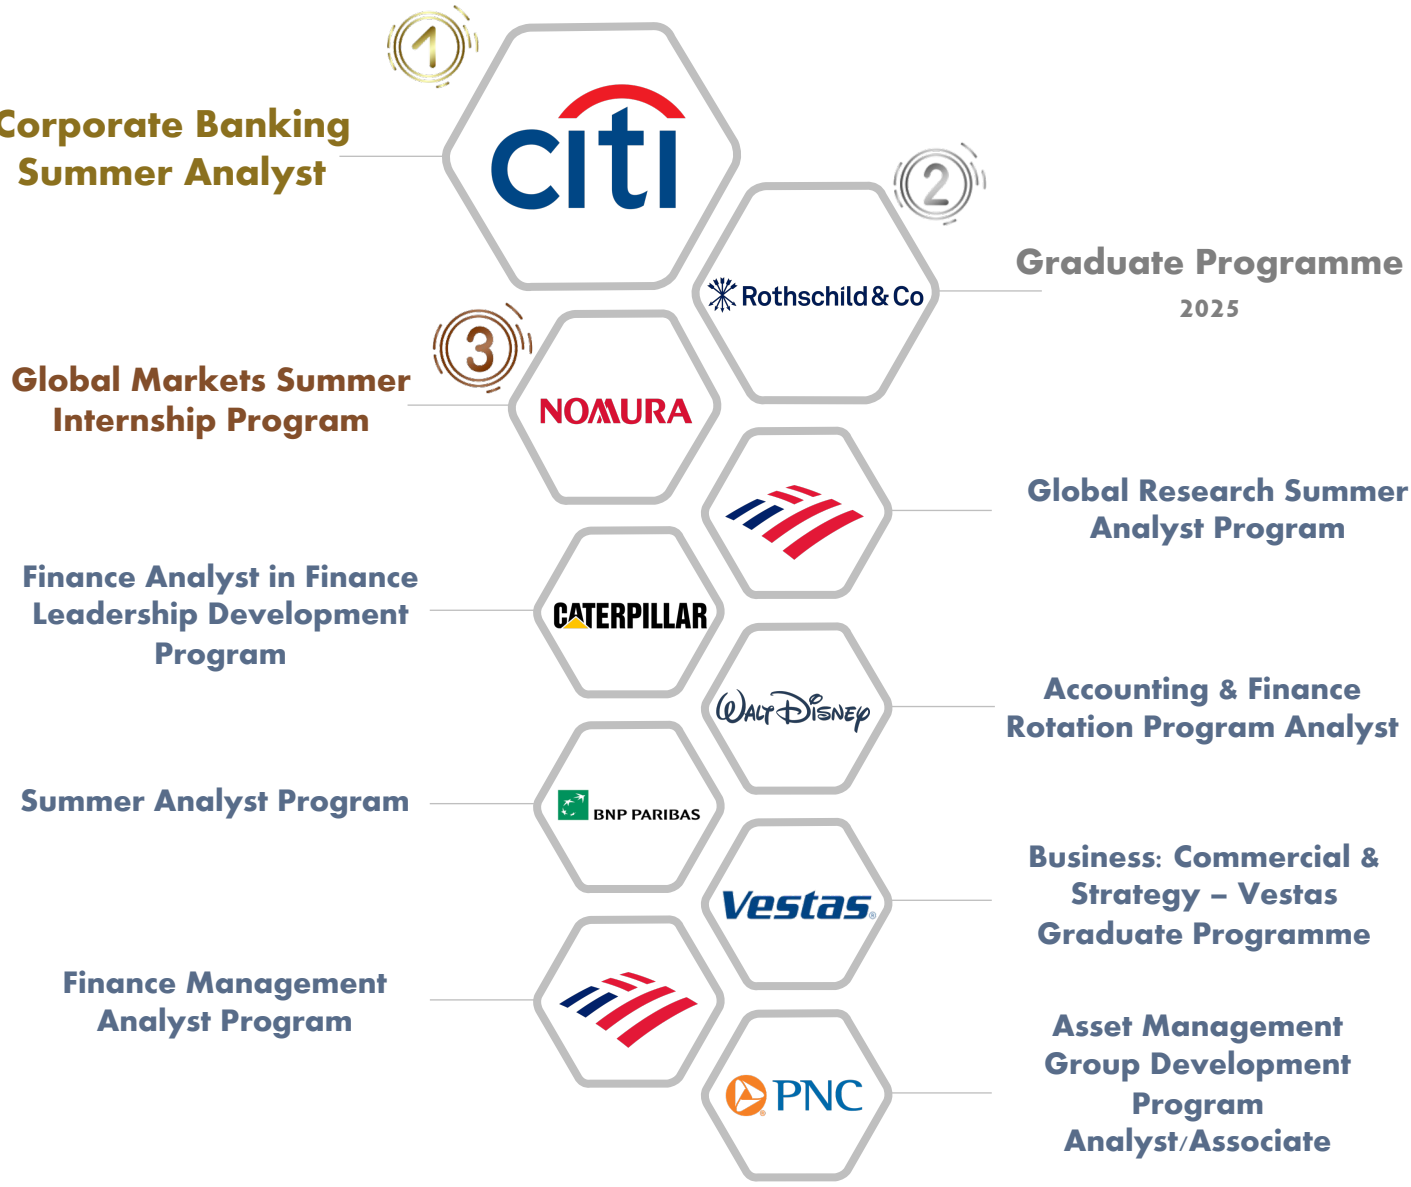 1
Corporate Banking
Summer Analyst
citi
2
Rothschild & Co
Graduate Programme
2025
3
Global Markets Summer
Internship Program
NOMURA
Global Research Summer
Analyst Program
Finance Analyst in Finance
Leadership Development
Program
CATERPILLAR
WALT DISNEY
Accounting & Finance
Rotation Program Analyst
Summer Analyst Program
BNP PARIBAS
Vestas®
Business: Commercial &
Strategy – Vestas
Graduate Programme
Finance Management
Analyst Program
PNC
Asset Management
Group Development
Program
Analyst/Associate